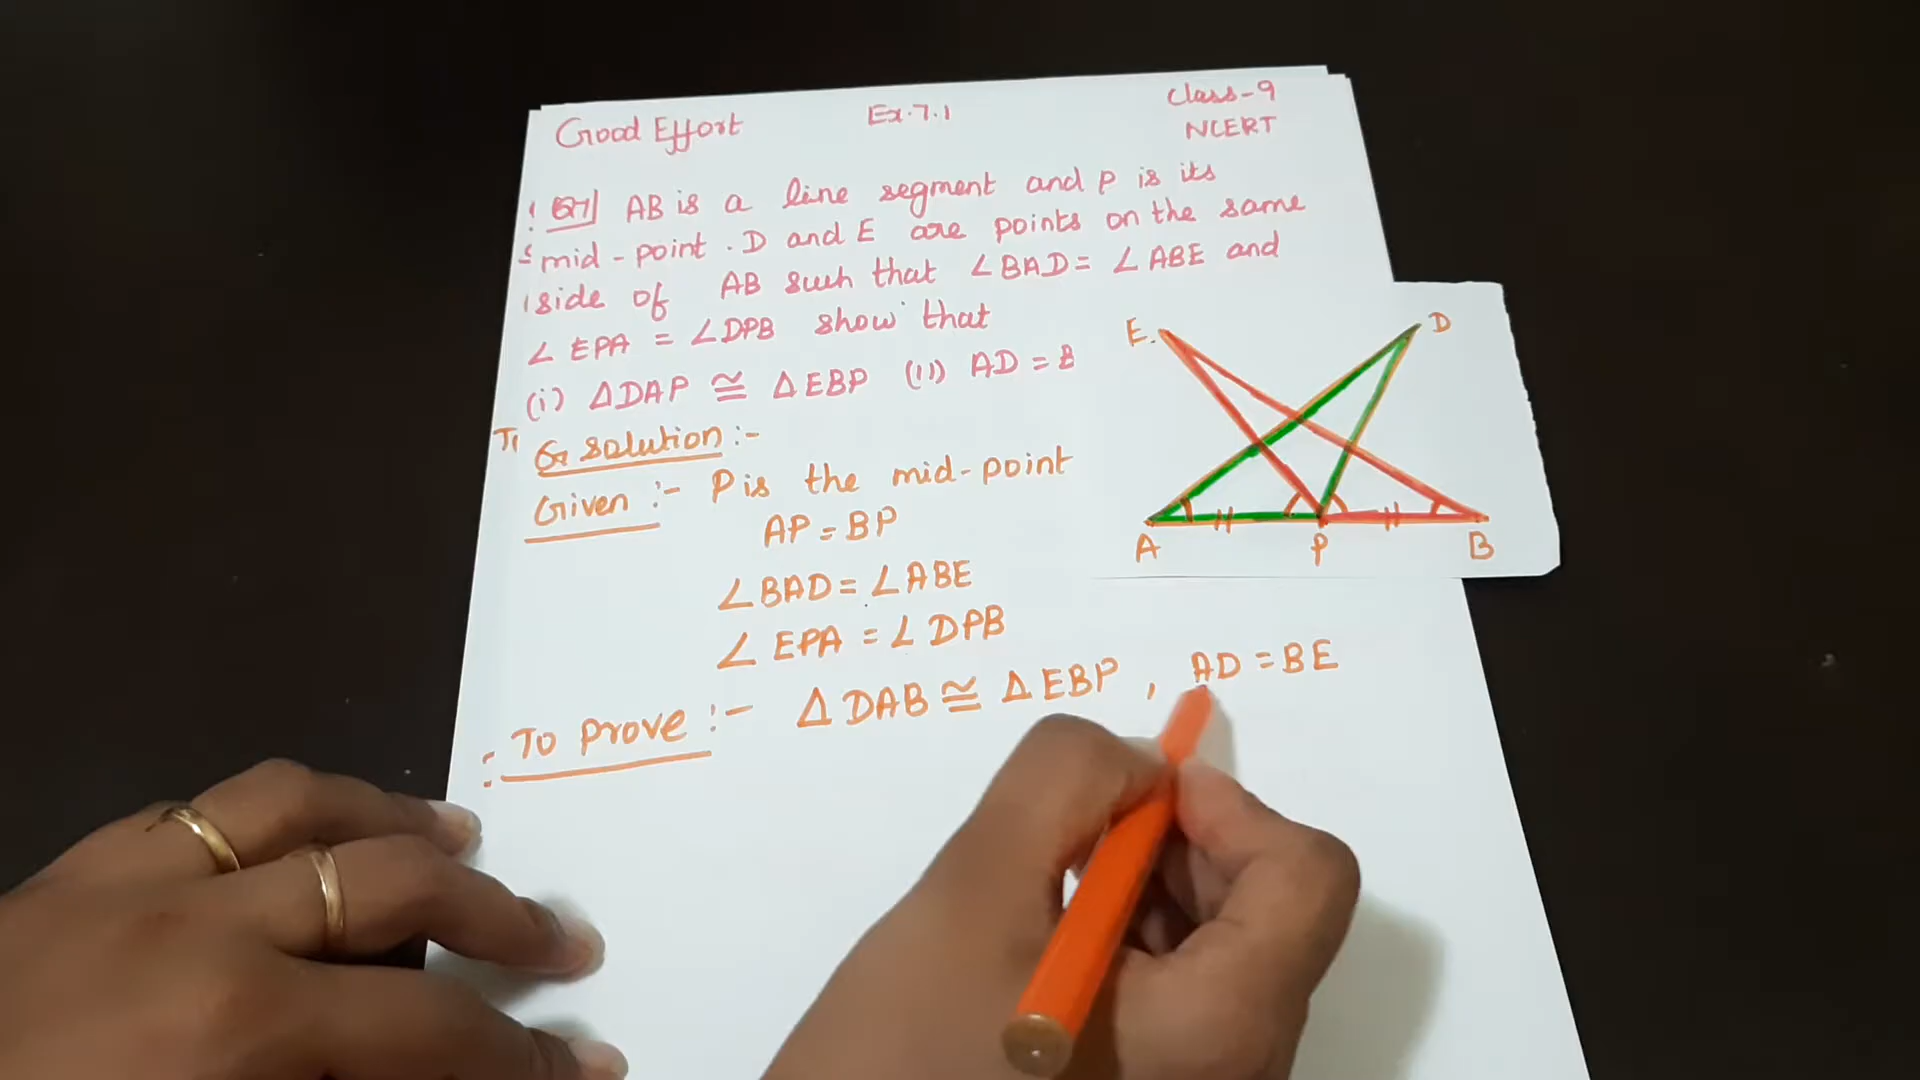 Good Effort
Ex.7.1
Class-9
NCERT
Q7 AB is a line segment and P is its
mid-point. D and E are points on the same
side of AB such that ∠BAD = ∠ABE and
∠EPA = ∠DPB show that
(i) ΔDAP ≅ ΔEBP (ii) AD = B
E.
D
A
P
B
solution :-
Given :- P is the mid-point
AP = BP
∠BAD = ∠ABE
∠EPA = ∠DPB
To Prove :- ΔDAB ≅ ΔEBP, AD = BE